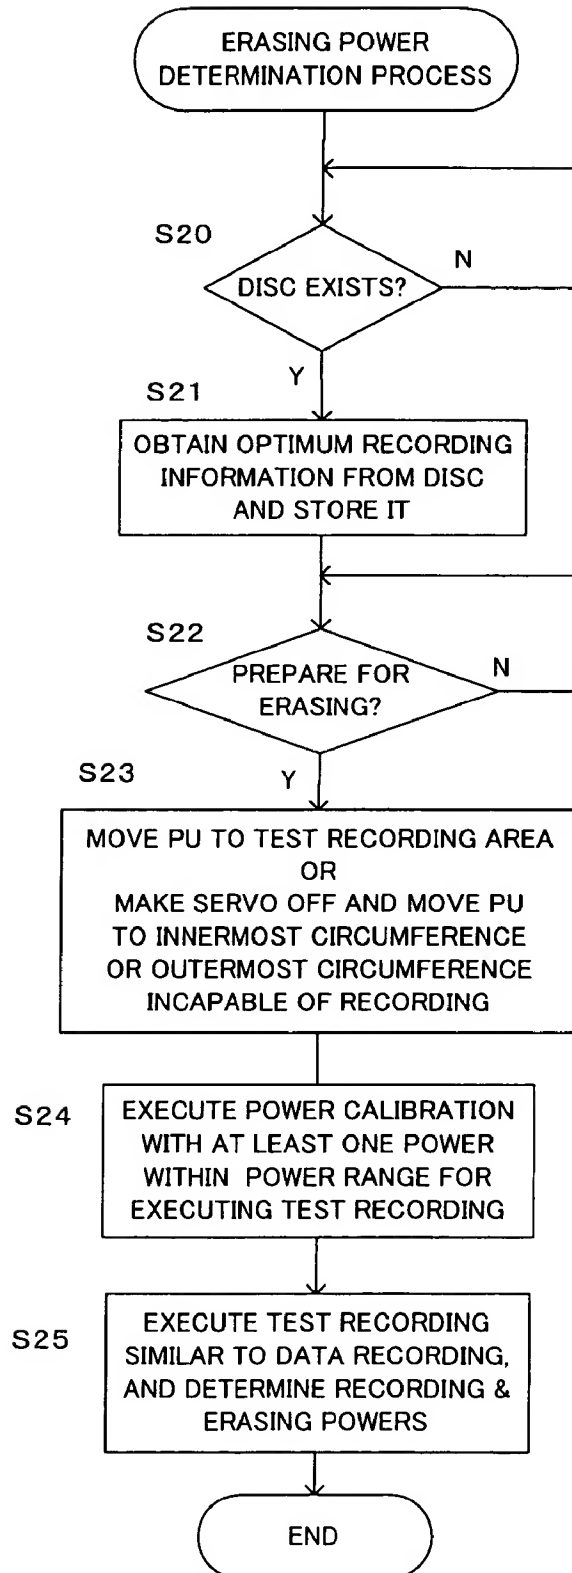 ERASING POWER
DETERMINATION PROCESS
S20
N
DISC EXISTS?
Y
S21
OBTAIN OPTIMUM RECORDING
INFORMATION FROM DISC
AND STORE IT
S22
PREPARE FOR
ERASING?
N
Y
S23
MOVE PU TO TEST RECORDING AREA
OR
MAKE SERVO OFF AND MOVE PU
TO INNERMOST CIRCUMFERENCE
OR OUTERMOST CIRCUMFERENCE
INCAPABLE OF RECORDING
S24
EXECUTE POWER CALIBRATION
WITH AT LEAST ONE POWER
WITHIN POWER RANGE FOR
EXECUTING TEST RECORDING
S25
EXECUTE TEST RECORDING
SIMILAR TO DATA RECORDING,
AND DETERMINE RECORDING &
ERASING POWERS
END